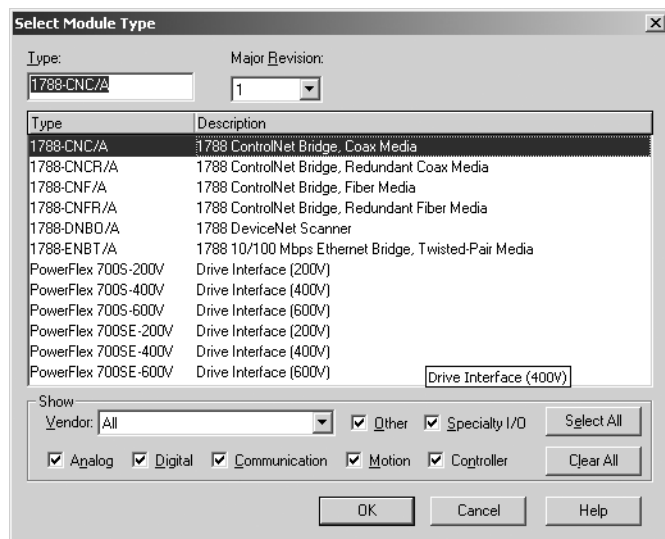 Select Module Type
Type: Major Revision:
1788-CNC/A 1
Type Description
1788-CNC/A 1788 ControlNet Bridge, Coax Media
1788-CNCR/A 1788 ControlNet Bridge, Redundant Coax Media
1788-CNF/A 1788 ControlNet Bridge, Fiber Media
1788-CNFR/A 1788 ControlNet Bridge, Redundant Fiber Media
1788-DNBO/A 1788 DeviceNet Scanner
1788-ENBT/A 1788 10/100 Mbps Ethernet Bridge, Twisted-Pair Media
PowerFlex 700S-200V Drive Interface (200V)
PowerFlex 700S-400V Drive Interface (400V)
PowerFlex 700S-600V Drive Interface (600V)
PowerFlex 700SE-200V Drive Interface (200V)
PowerFlex 700SE-400V Drive Interface (400V)
PowerFlex 700SE-600V Drive Interface (600V)
Drive Interface (400V)
Show
Vendor: All Other Specialty I/O Select All
Analog Digital Communication Motion Controller Clear All
OK Cancel Help